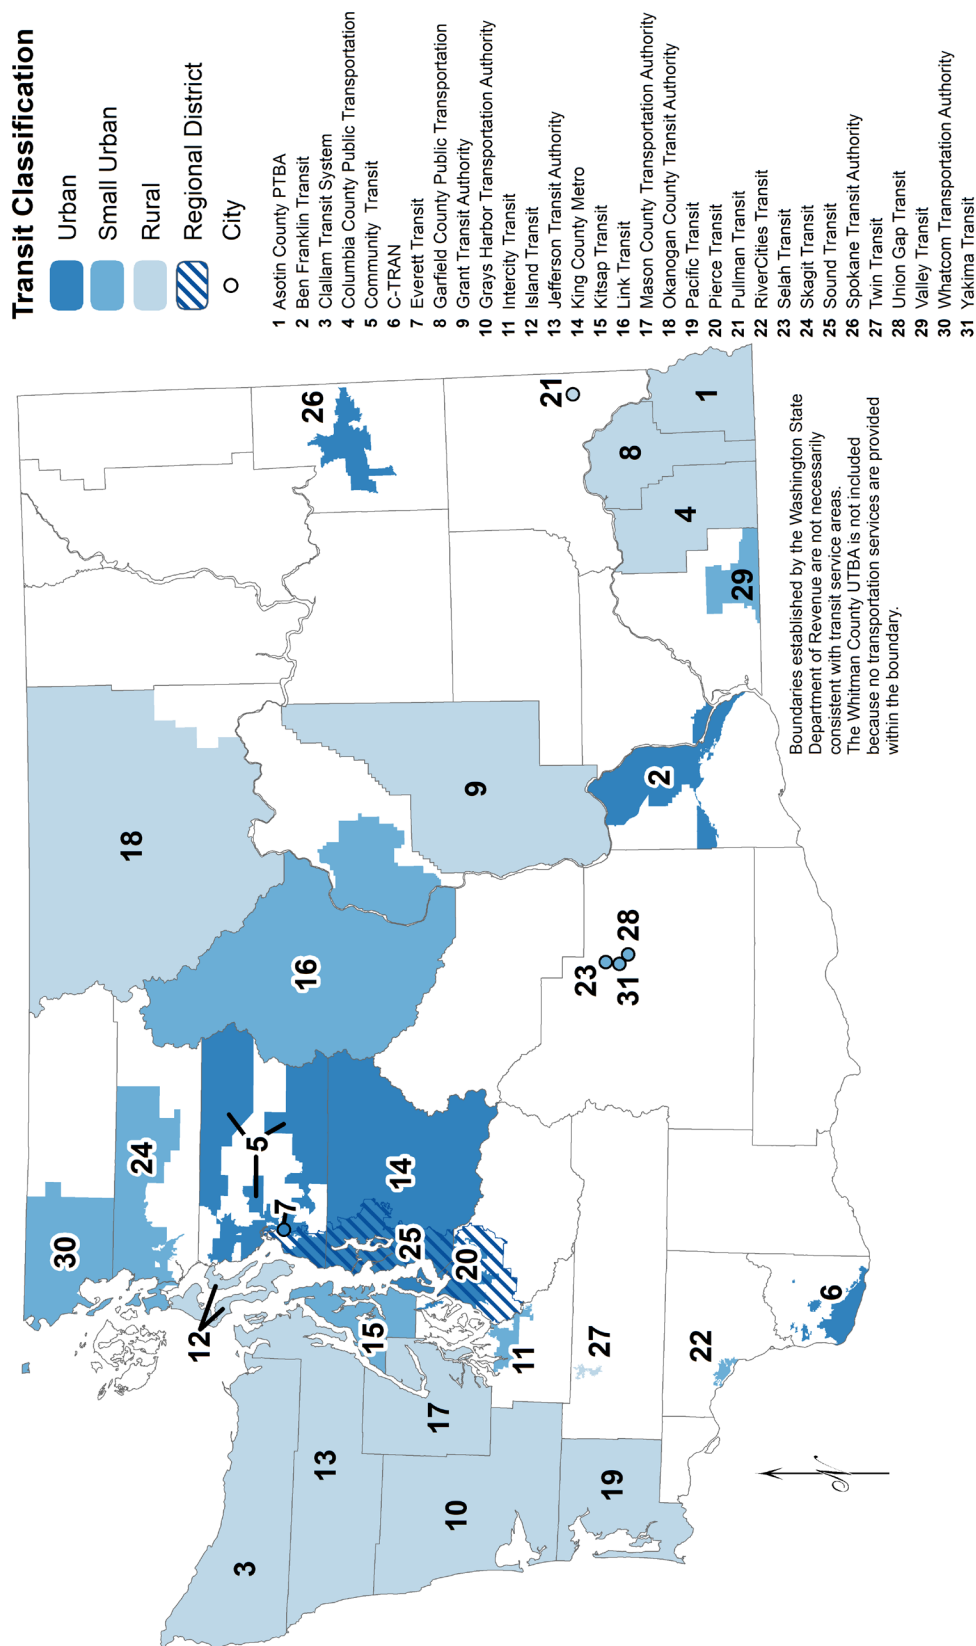 Transit Classification
Urban
Small Urban
Rural
Regional District
City
1 Asotin County PTBA
2 Ben Franklin Transit
3 Clallam Transit System
4 Columbia County Public Transportation
5 Community Transit
6 C-TRAN
7 Everett Transit
8 Garfield County Public Transportation
9 Grant Transit Authority
10 Grays Harbor Transportation Authority
11 Intercity Transit
12 Island Transit
13 Jefferson Transit Authority
14 King County Metro
15 Kitsap Transit
16 Link Transit
17 Mason County Transportation Authority
18 Okanogan County Transit Authority
19 Pacific Transit
20 Pierce Transit
21 Pullman Transit
22 RiverCities Transit
23 Selah Transit
24 Skagit Transit
25 Sound Transit
26 Spokane Transit Authority
27 Twin Transit
28 Union Gap Transit
29 Valley Transit
30 Whatcom Transportation Authority
31 Yakima Transit
30
18
24
12
5
7
26
3
13
15
25
14
16
17
20
10
11
9
21
27
23
31
28
19
2
8
4
1
22
29
6
N
Boundaries established by the Washington State
Department of Revenue are not necessarily
consistent with transit service areas.
The Whitman County UTBA is not included
because no transportation services are provided
within the boundary.